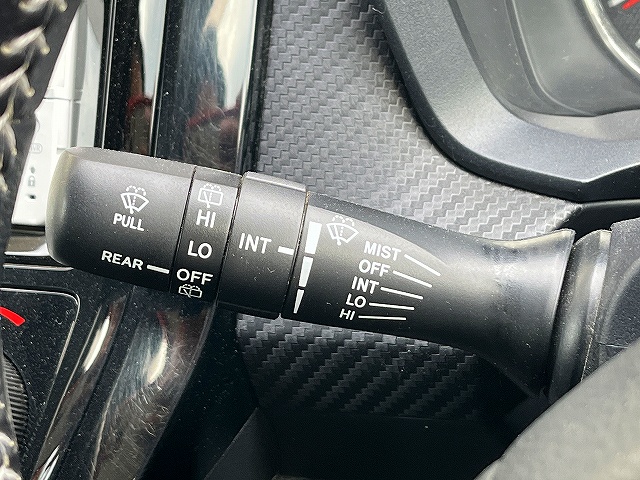 PULL
REAR
HI
LO
OFF
INT
MIST
OFF
INT
LO
HI